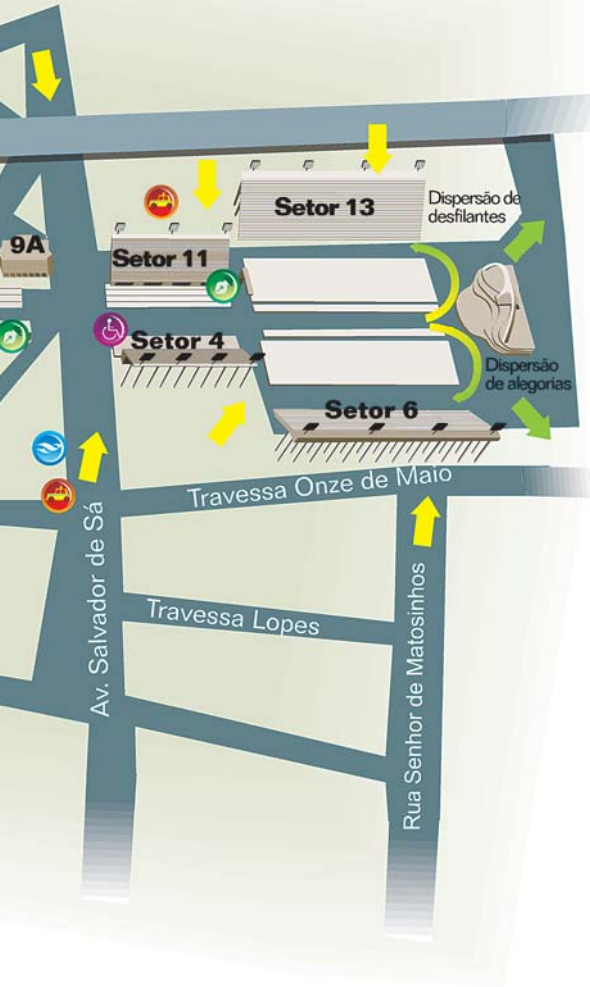 Setor 13
Dispersão de
desfilantes
9A
Setor 11
Setor 4
Dispersão
de alegorias
Setor 6
Travessa Onze de Maio
Av. Salvador de Sá
Travessa Lopes
Rua Senhor de Matosinhos